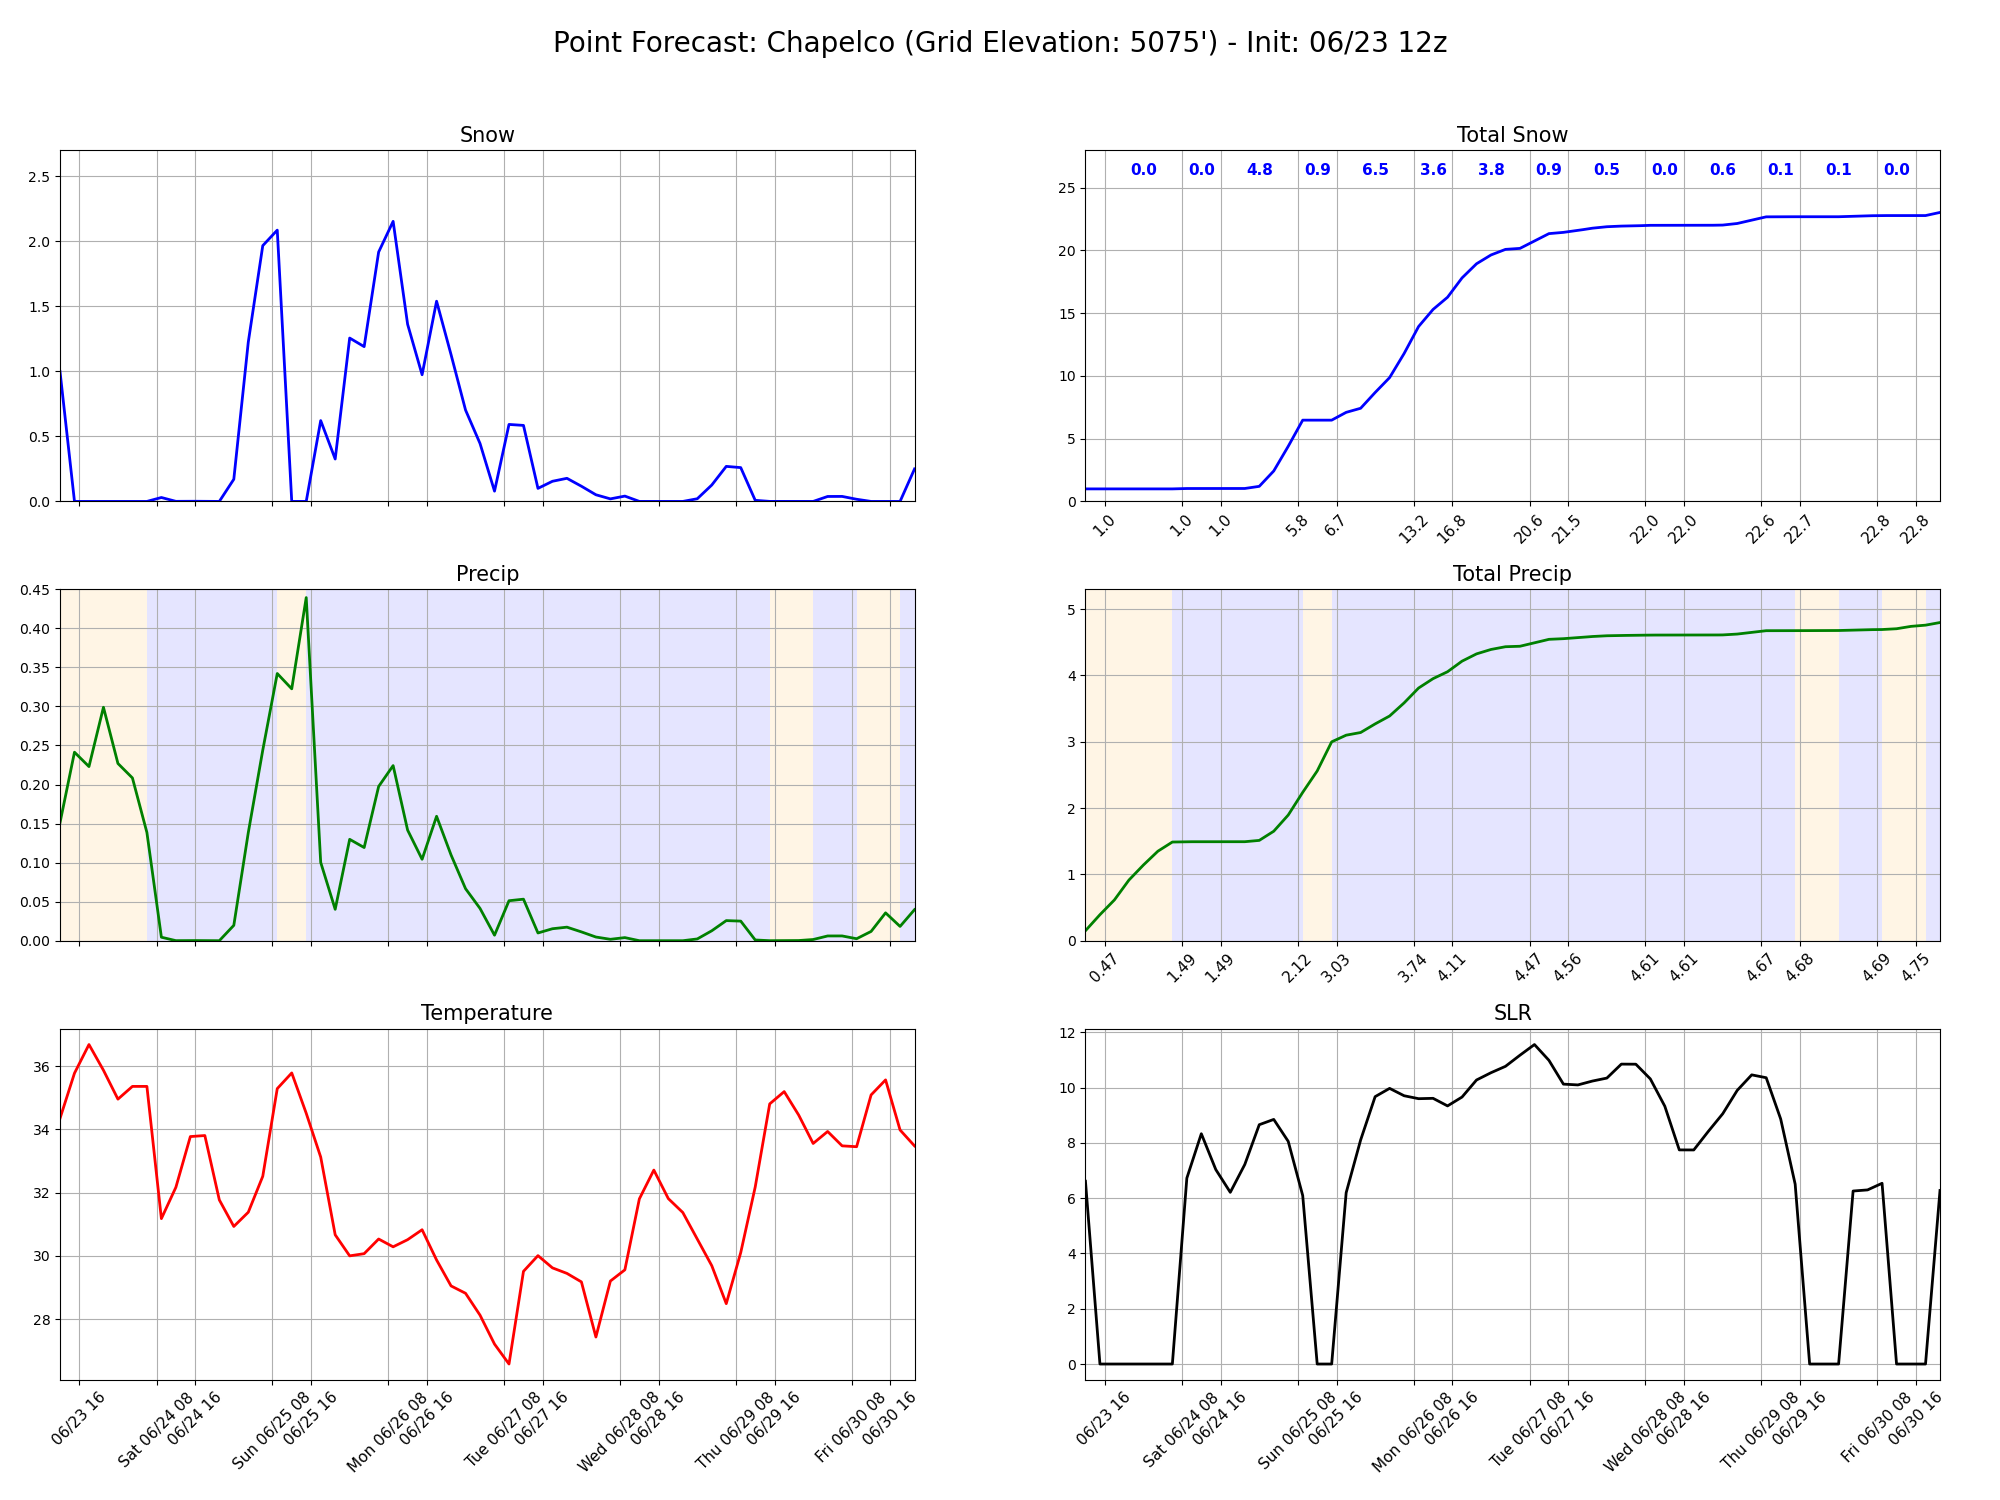 Point Forecast: Chapelco (Grid Elevation: 5075') - Init: 06/23 12z
Snow
2.5
2.0
1.5
1.0
0.5
0.0
Total Snow
0.0 0.0 4.8 0.9 6.5 3.6 3.8 0.9 0.5 0.0 0.6 0.1 0.1 0.0
25
20
15
10
5
0
1.0 1.0 1.0 5.8 6.7 13.2 16.8 20.6 21.5 22.0 22.0 22.6 22.7 22.8 22.8
Precip
0.45
0.40
0.35
0.30
0.25
0.20
0.15
0.10
0.05
0.00
Total Precip
5
4
3
2
1
0
0.47 1.49 1.49 2.12 3.03 3.74 4.11 4.47 4.56 4.61 4.61 4.67 4.68 4.69 4.75
Temperature
36
34
32
30
28
06/23 16
Sat 06/24 08
06/24 16
Sun 06/25 08
06/25 16
Mon 06/26 08
06/26 16
Tue 06/27 08
06/27 16
Wed 06/28 08
06/28 16
Thu 06/29 08
06/29 16
Fri 06/30 08
06/30 16
SLR
12
10
8
6
4
2
0
06/23 16
Sat 06/24 08
06/24 16
Sun 06/25 08
06/25 16
Mon 06/26 08
06/26 16
Tue 06/27 08
06/27 16
Wed 06/28 08
06/28 16
Thu 06/29 08
06/29 16
Fri 06/30 08
06/30 16